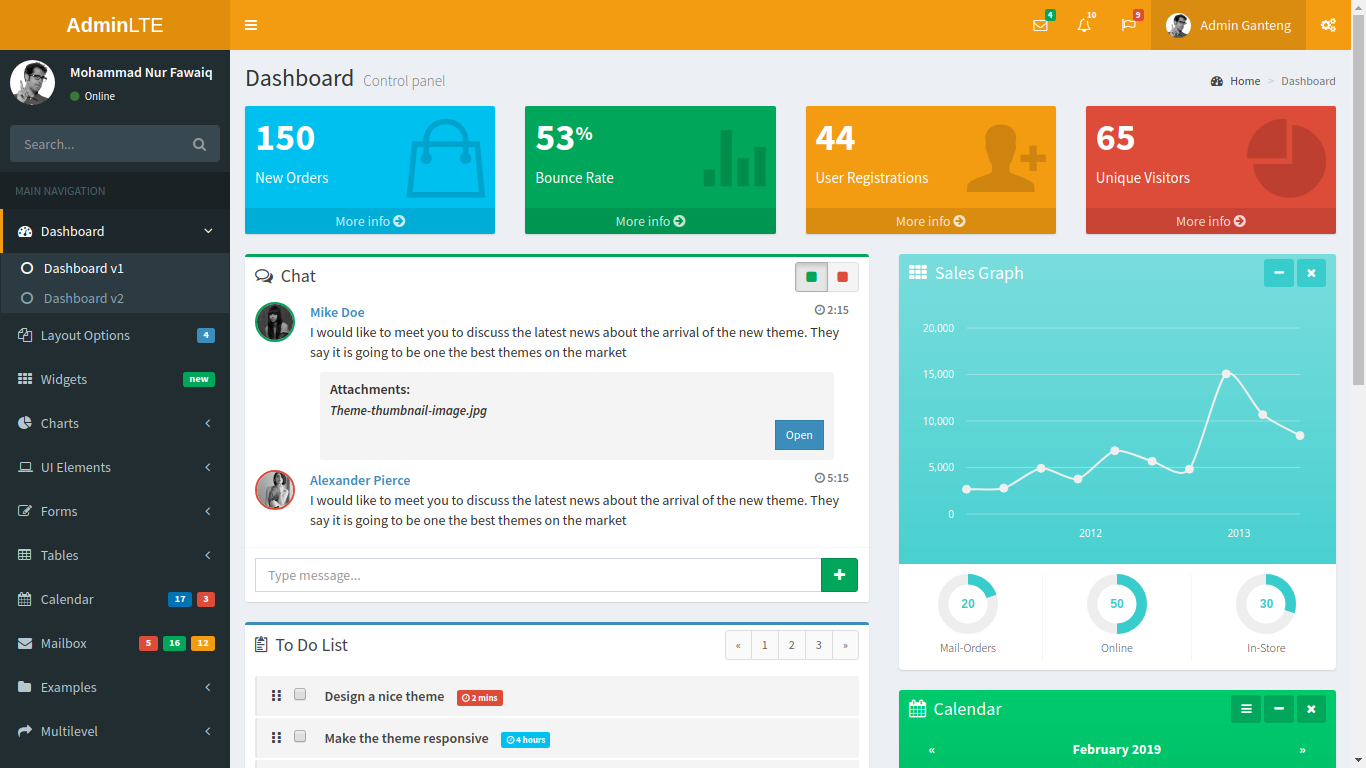 AdminLTE
4
10
9
Admin Ganteng
Mohammad Nur Fawaiq
Online
Search...
MAIN NAVIGATION
Dashboard
Dashboard v1
Dashboard v2
Layout Options 4
Widgets new
Charts
UI Elements
Forms
Tables
Calendar 17 3
Mailbox 5 16 12
Examples
Multilevel
Dashboard Control panel
Home > Dashboard
150
New Orders
More info
53%
Bounce Rate
More info
44
User Registrations
More info
65
Unique Visitors
More info
Chat
Mike Doe 2:15
I would like to meet you to discuss the latest news about the arrival of the new theme. They
say it is going to be one the best themes on the market
Attachments:
Theme-thumbnail-image.jpg
Open
Alexander Pierce 5:15
I would like to meet you to discuss the latest news about the arrival of the new theme. They
say it is going to be one the best themes on the market
Type message...
To Do List
« 1 2 3 »
Design a nice theme 2 mins
Make the theme responsive 4 hours
Sales Graph
20,000
15,000
10,000
5,000
0
2012 2013
20 50 30
Mail-Orders Online In-Store
Calendar
« February 2019 »